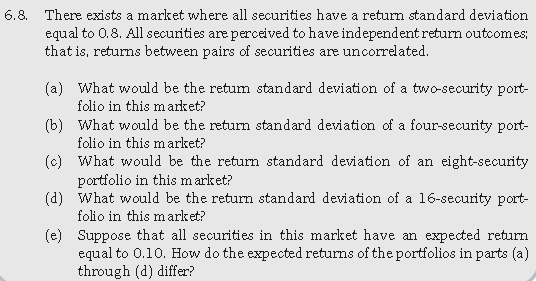 6.8. There exists a market where all securities have a return standard deviation
equal to 0.8. All securities are perceived to have independent return outcomes;
that is, returns between pairs of securities are uncorrelated.
(a) What would be the return standard deviation of a two-security port-
folio in this market?
(b) What would be the return standard deviation of a four-security port-
folio in this market?
(c) What would be the return standard deviation of an eight-security
portfolio in this market?
(d) What would be the return standard deviation of a 16-security port-
folio in this market?
(e) Suppose that all securities in this market have an expected return
equal to 0.10. How do the expected returns of the portfolios in parts (a)
through (d) differ?